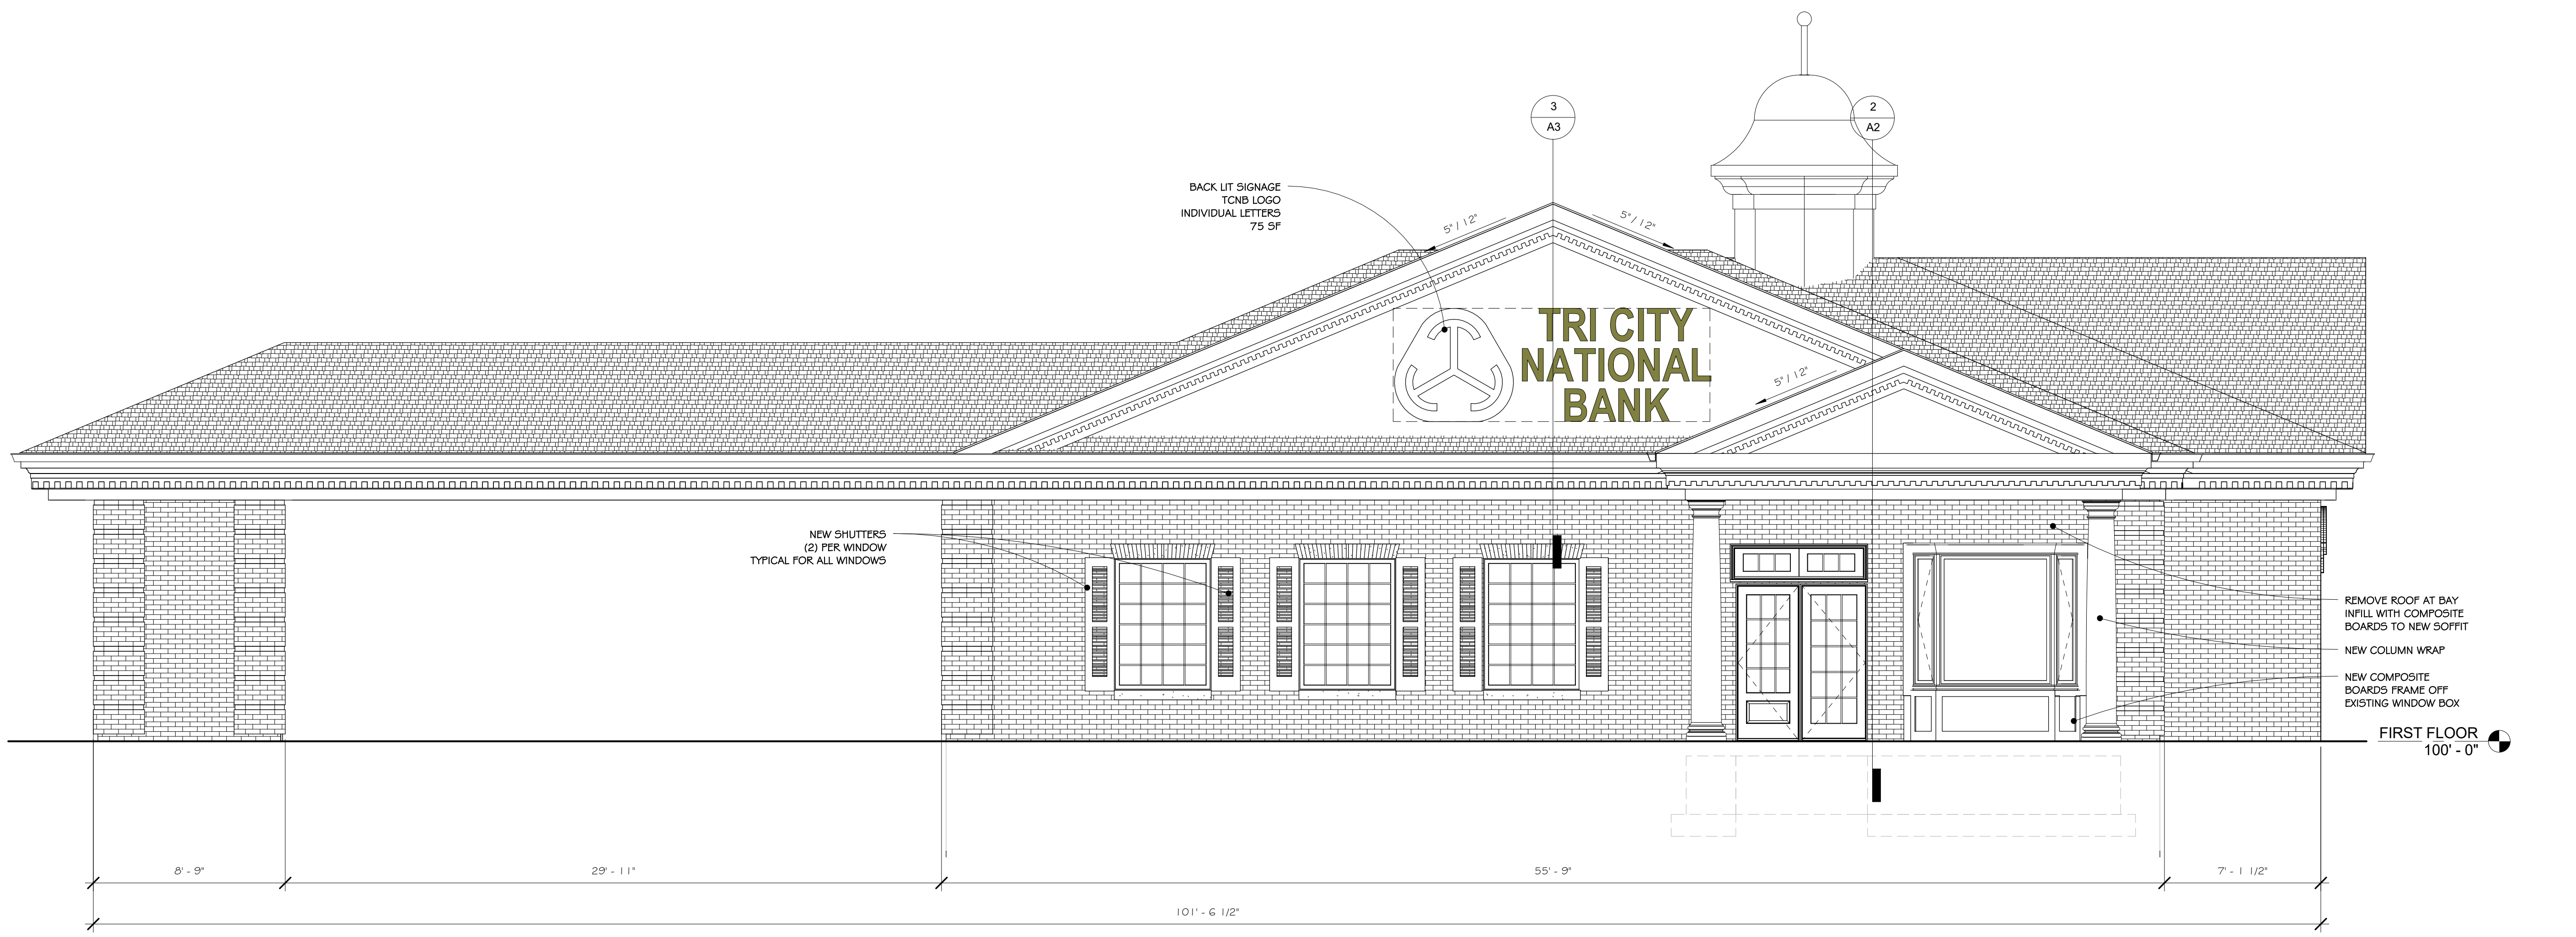 3
A3
2
A2
BACK LIT SIGNAGE
TCNB LOGO
INDIVIDUAL LETTERS
75 SF
5" / 12"
5" / 12"
TRI CITY
NATIONAL
BANK
5" / 12"
NEW SHUTTERS
(2) PER WINDOW
TYPICAL FOR ALL WINDOWS
REMOVE ROOF AT BAY
INFILL WITH COMPOSITE
BOARDS TO NEW SOFFIT
NEW COLUMN WRAP
NEW COMPOSITE
BOARDS FRAME OFF
EXISTING WINDOW BOX
FIRST FLOOR
100' - 0"
8' - 9"
29' - 11"
55' - 9"
7' - 1 1/2"
101' - 6 1/2"